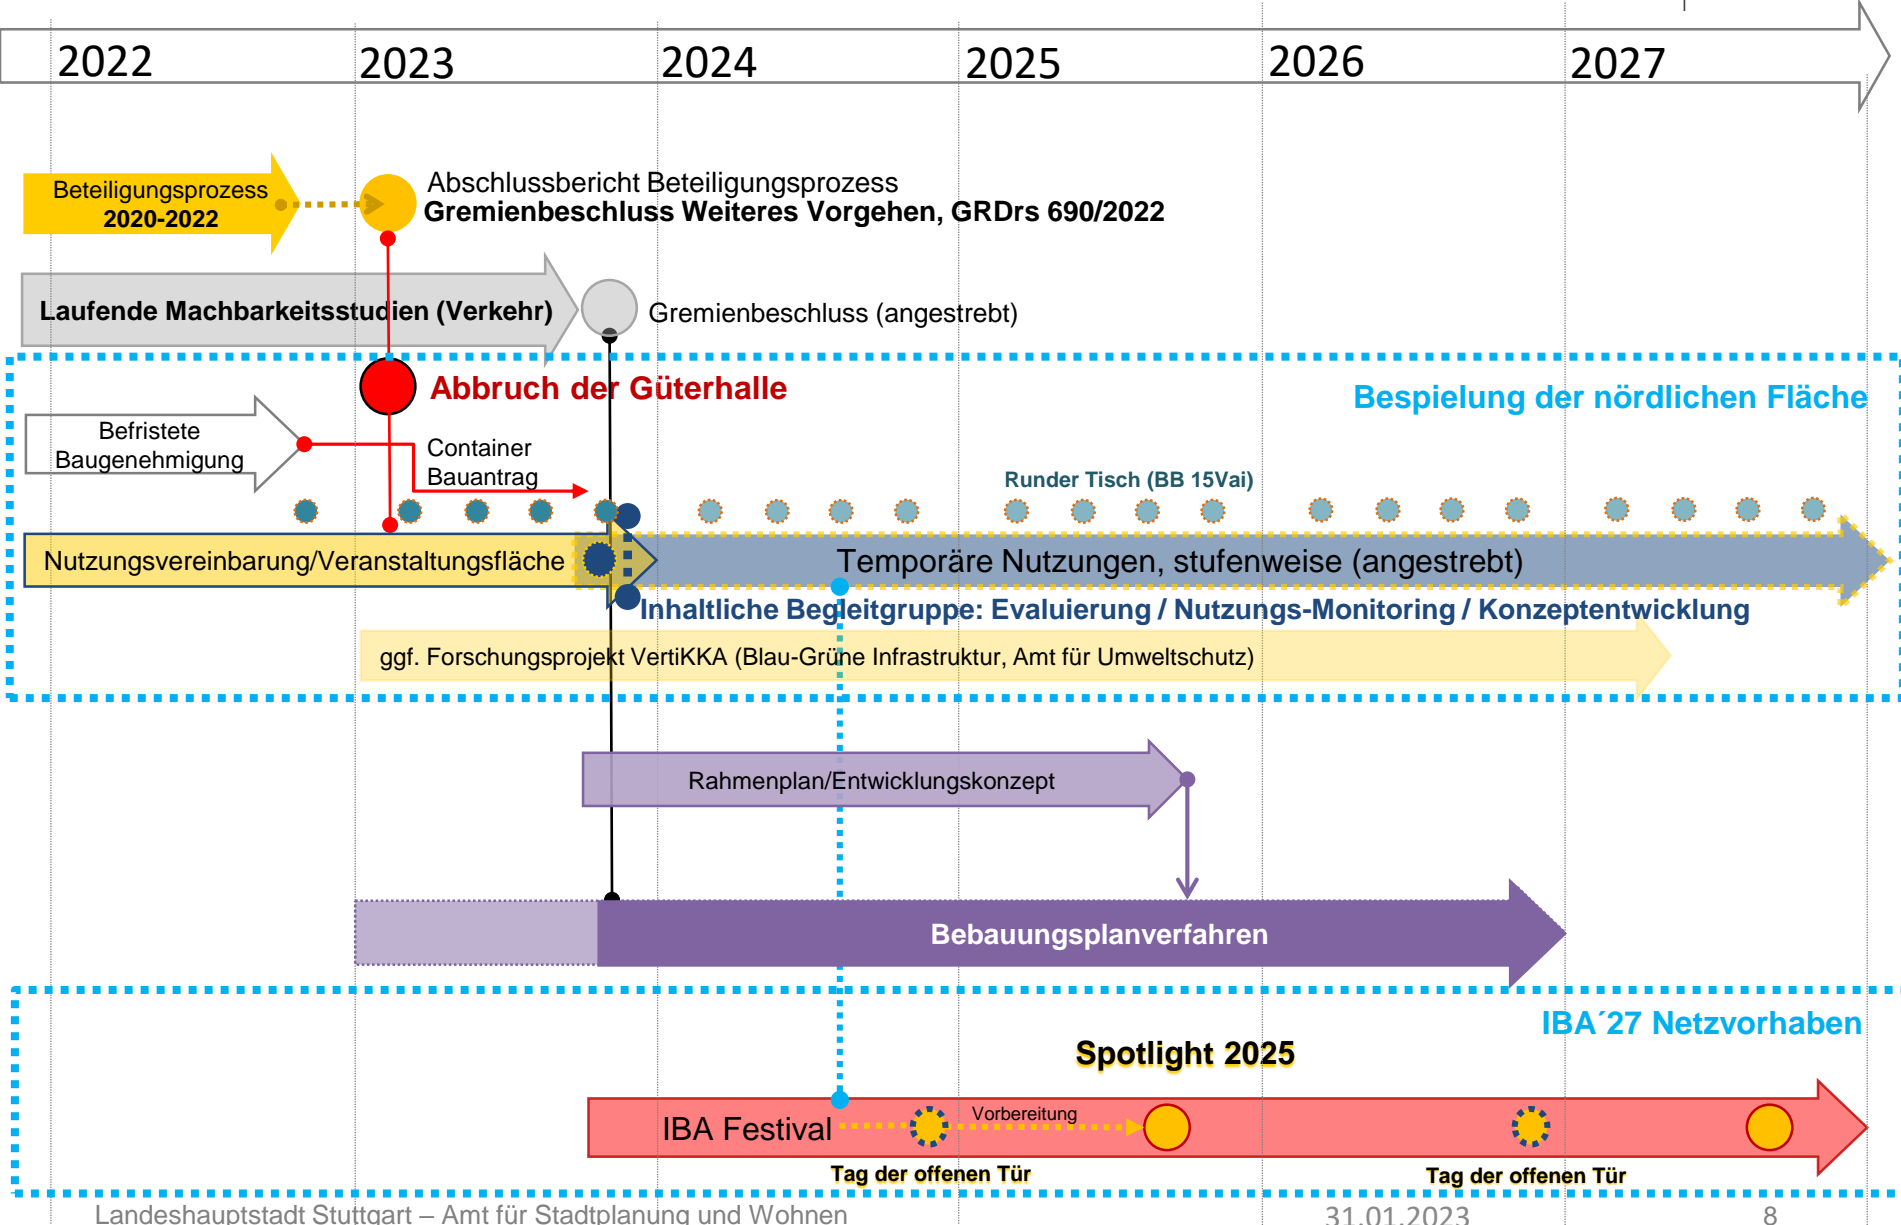 2022 2023 2024 2025 2026 2027
Beteiligungsprozess
2020-2022
Abschlussbericht Beteiligungsprozess
Gremienbeschluss Weiteres Vorgehen, GRDrs 690/2022
Laufende Machbarkeitsstudien (Verkehr)
Gremienbeschluss (angestrebt)
Abbruch der Güterhalle
Bespielung der nördlichen Fläche
Befristete
Baugenehmigung
Container
Bauantrag
Runder Tisch (BB 15Vai)
Nutzungsvereinbarung/Veranstaltungsfläche
Temporäre Nutzungen, stufenweise (angestrebt)
Inhaltliche Begleitgruppe: Evaluierung / Nutzungs-Monitoring / Konzeptentwicklung
ggf. Forschungsprojekt VertiKKA (Blau-Grüne Infrastruktur, Amt für Umweltschutz)
Rahmenplan/Entwicklungskonzept
Bebauungsplanverfahren
IBA´27 Netzvorhaben
Spotlight 2025
IBA Festival
Vorbereitung
Tag der offenen Tür
Tag der offenen Tür
Landeshauptstadt Stuttgart – Amt für Stadtplanung und Wohnen
31.01.2023
8